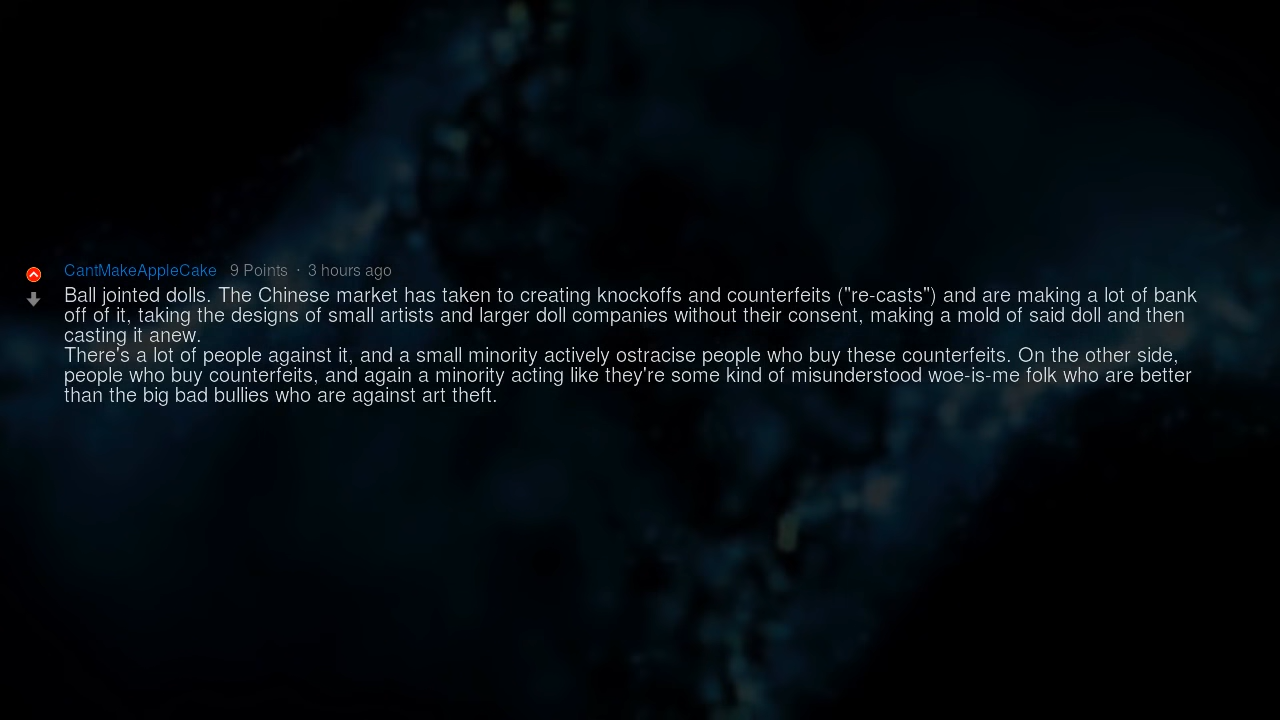 CantMakeAppleCake 9 Points · 3 hours ago
Ball jointed dolls. The Chinese market has taken to creating knockoffs and counterfeits ("re-casts") and are making a lot of bank
off of it, taking the designs of small artists and larger doll companies without their consent, making a mold of said doll and then
casting it anew.
There's a lot of people against it, and a small minority actively ostracise people who buy these counterfeits. On the other side,
people who buy counterfeits, and again a minority acting like they're some kind of misunderstood woe-is-me folk who are better
than the big bad bullies who are against art theft.